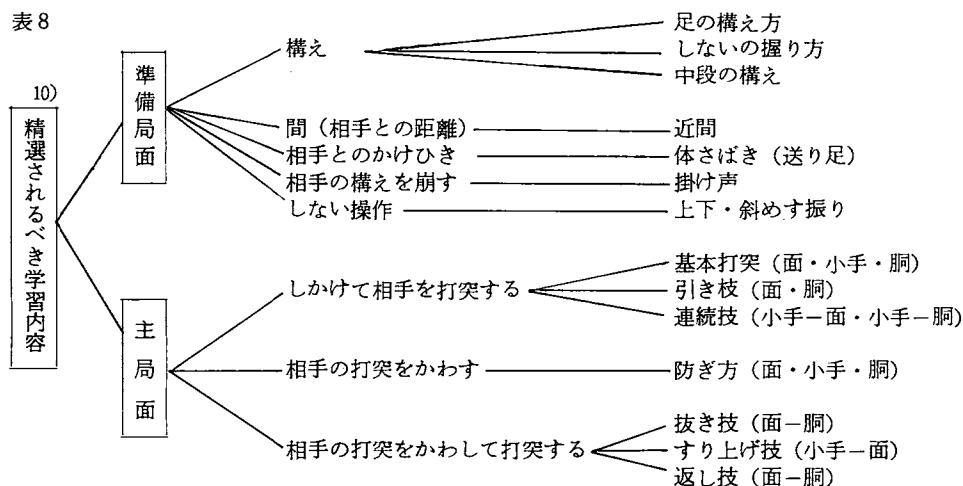 表8
10)
精選されるべき学習内容
準備局面
構え
足の構え方
しないの握り方
中段の構え
間（相手との距離）
近間
相手とのかけひき
体さばき（送り足）
相手の構えを崩す
掛け声
しない操作
上下・斜めす振り
主局面
しかけて相手を打突する
基本打突（面・小手・胴）
引き枝（面・胴）
連続技（小手－面・小手－胴）
相手の打突をかわす
防ぎ方（面・小手・胴）
相手の打突をかわして打突する
抜き技（面－胴）
すり上げ技（小手－面）
返し技（面－胴）